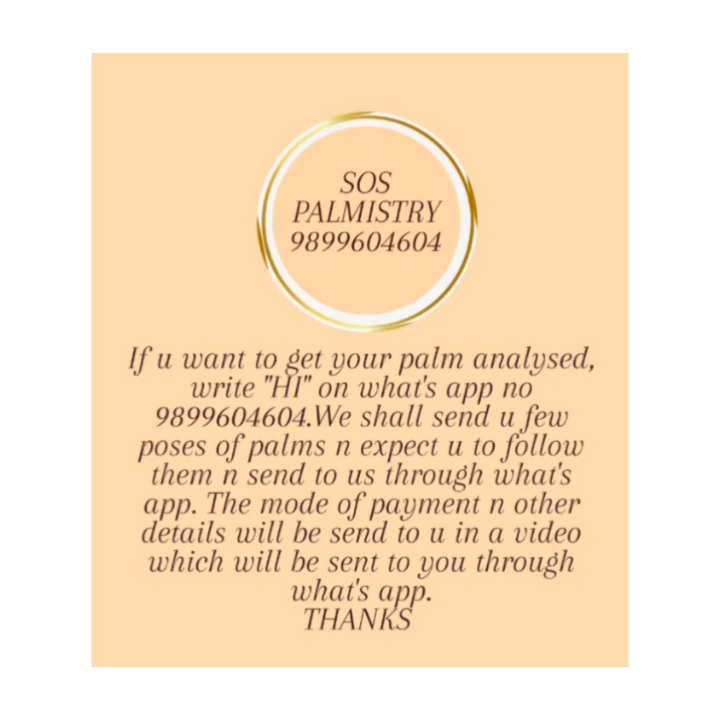 SOS
PALMISTRY
9899604604
If u want to get your palm analysed,
write "HI" on what's app no
9899604604.We shall send u few
poses of palms n expect u to follow
them n send to us through what's
app. The mode of payment n other
details will be send to u in a video
which will be sent to you through
what's app.
THANKS